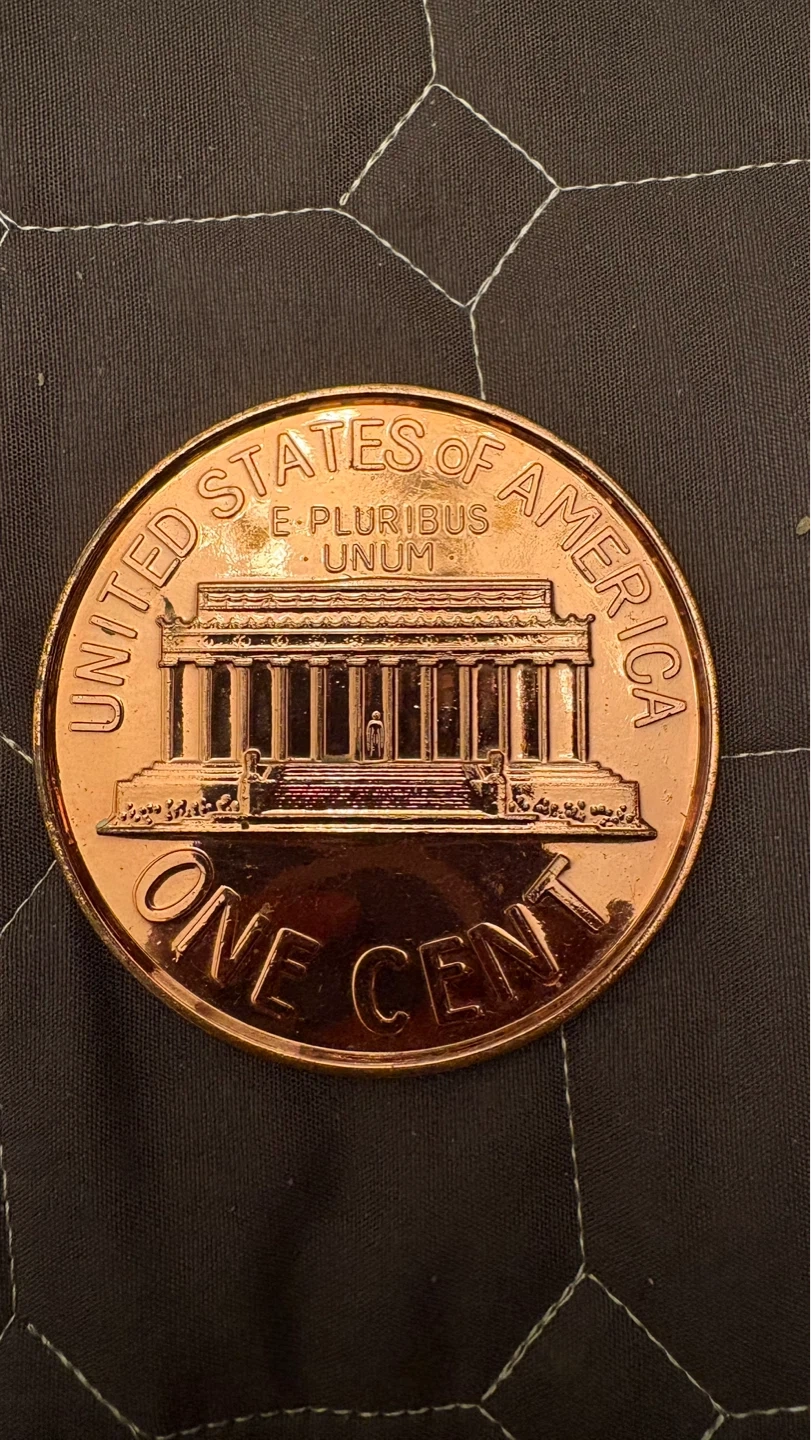 UNITED STATES OF AMERICA
E·PLURIBUS
·UNUM·
ONE CENT